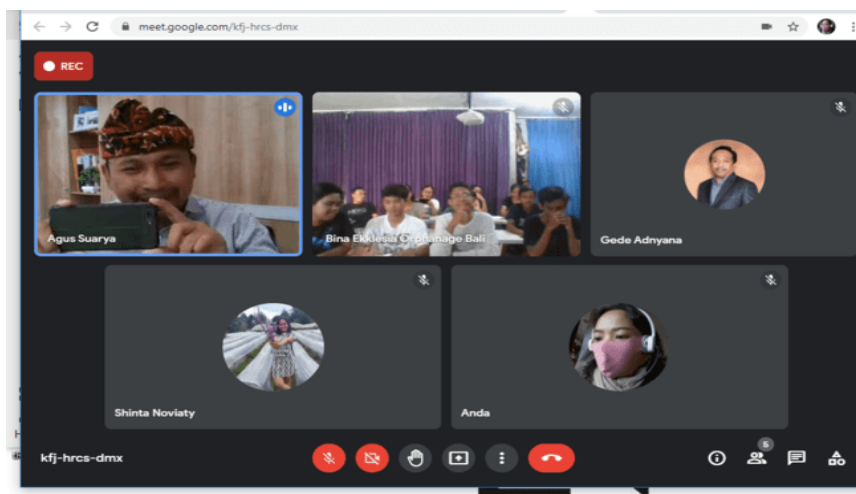 meet.google.com/kfj-hrcs-dmx
REC
Agus Suarya
Bina Ekklesia Orphanage Bali
Gede Adnyana
Shinta Noviaty
Anda
kfj-hrcs-dmx
5